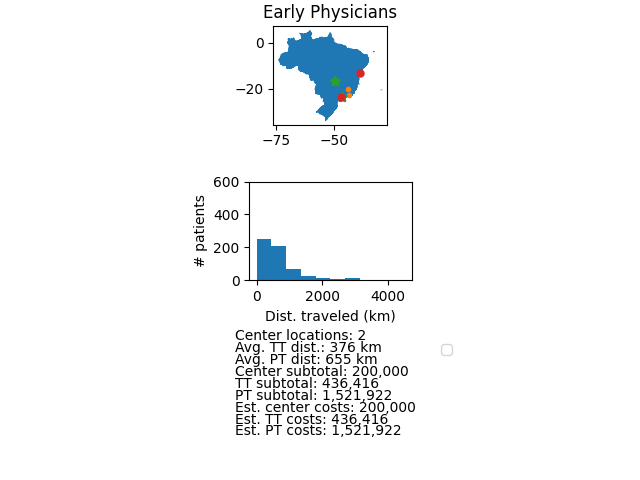 Early Physicians
0
−20
−75
−50
600
400
200
0
# patients
0
2000
4000
Dist. traveled (km)
Center locations: 2
Avg. TT dist.: 376 km
Avg. PT dist: 655 km
Center subtotal: 200,000
TT subtotal: 436,416
PT subtotal: 1,521,922
Est. center costs: 200,000
Est. TT costs: 436,416
Est. PT costs: 1,521,922